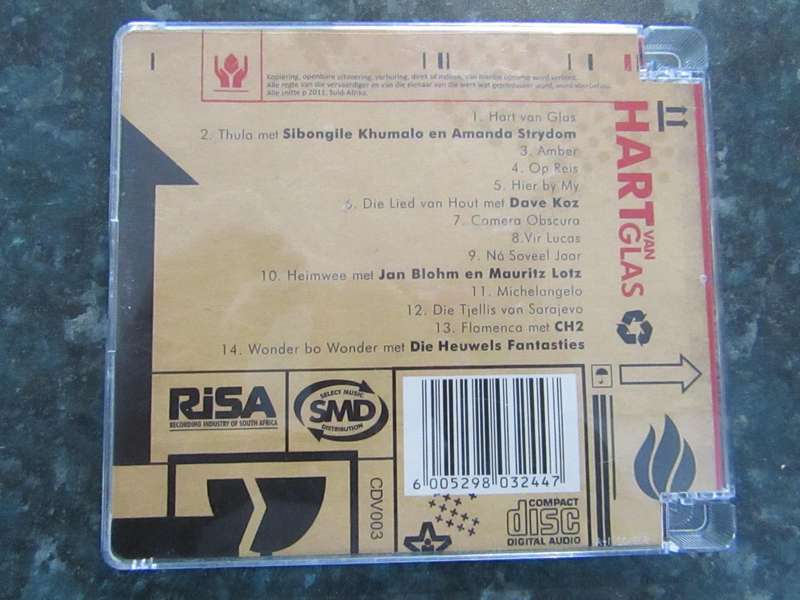 Kopiering, openbare uitsaaiing, verhuring, direk of indirek, van hierdie opname word verbied.
Alle regte van die vervaardiger en van die eienaar van die werk wat geproduseer word, word voorbehou.
Alle snitte p 2011. Suid-Afrika.
1. Hart van Glas
2. Thula met Sibongile Khumalo en Amanda Strydom
3. Amber
4. Op Reis
5. Hier by My
6. Die Lied van Hout met Dave Koz
7. Camera Obscura
8.Vir Lucas
9. Ná Soveel Jaar
10. Heimwee met Jan Blohm en Mauritz Lotz
11. Michelangelo
12. Die Tjellis van Sarajevo
13. Flamenca met CH2
14. Wonder bo Wonder met Die Heuwels Fantasties
HART
VAN
GLAS
RiSA
RECORDING INDUSTRY OF SOUTH AFRICA
SELECT MUSIC
SMD
DISTRIBUTION
CDV003
6 005298 032447
COMPACT
disc
DIGITAL AUDIO